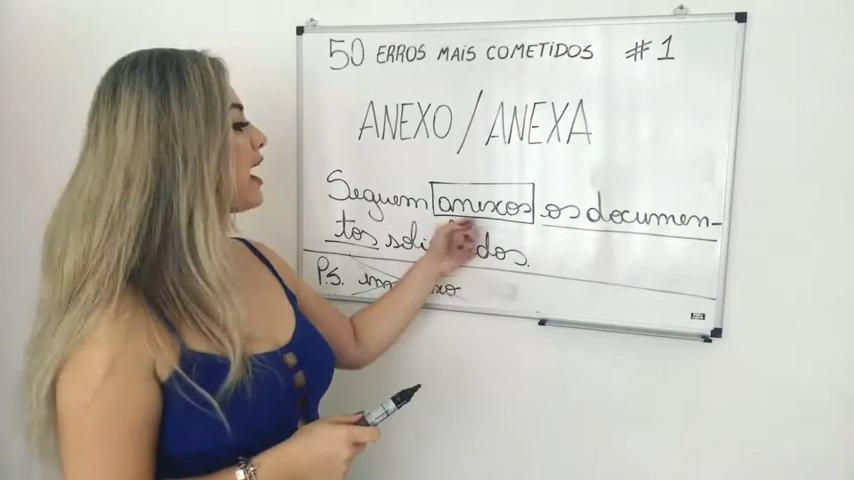 50 ERROS MAIS COMETIDOS #1
ANEXO / ANEXA
Seguem anexos os documen-
tos
P.S.